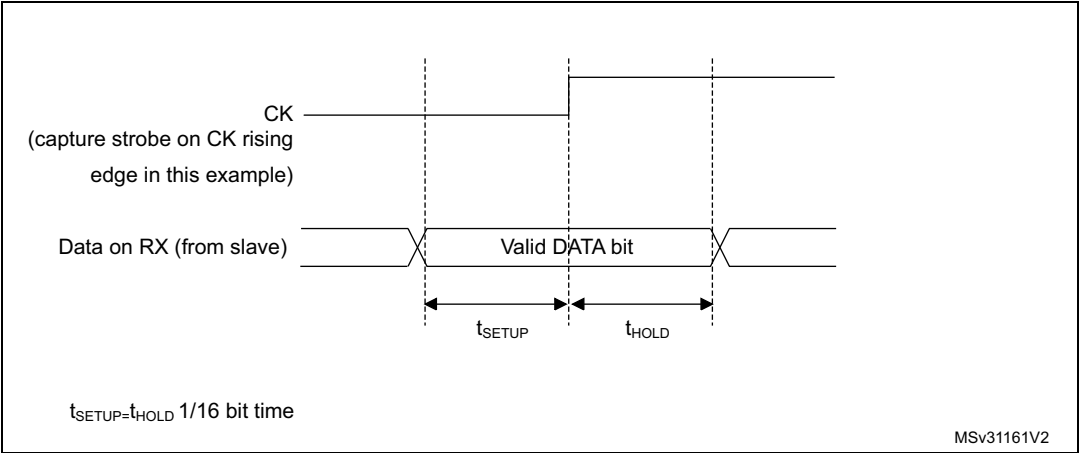 CK
(capture strobe on CK rising
edge in this example)
Data on RX (from slave)
Valid DATA bit
tSETUP
tHOLD
tSETUP=tHOLD 1/16 bit time
MSv31161V2